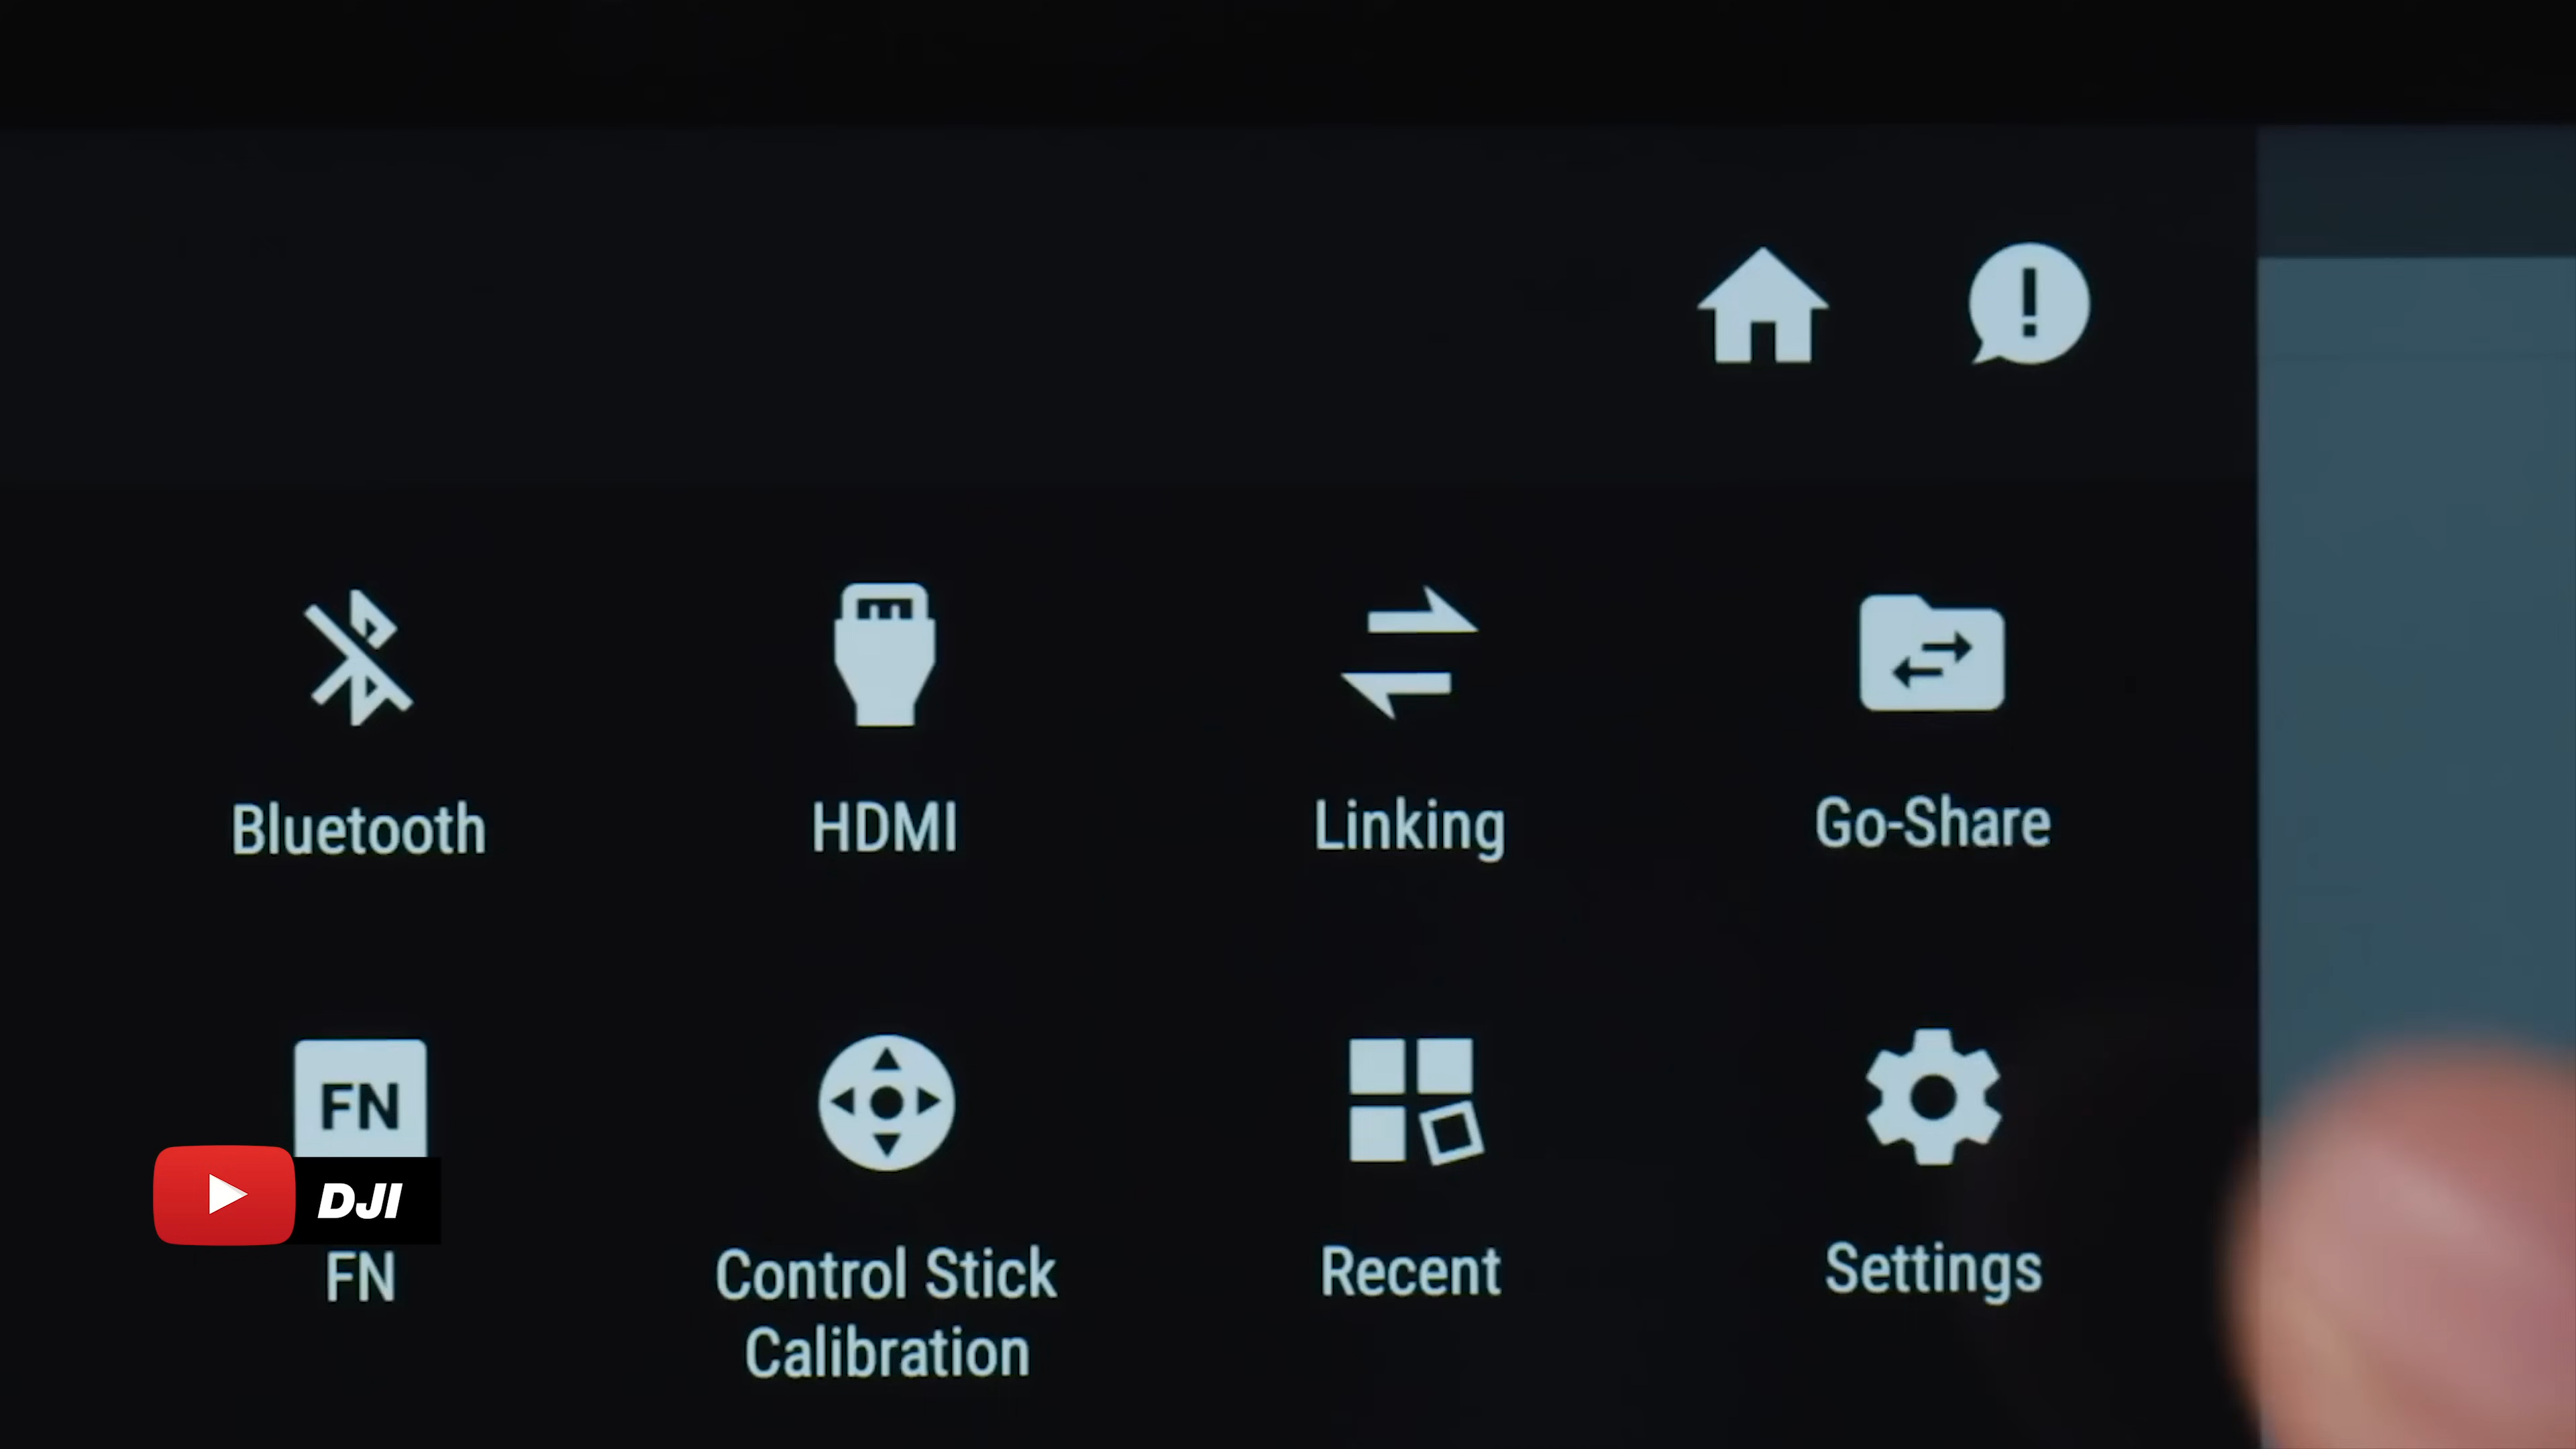 Bluetooth
HDMI
Linking
Go-Share
FN
DJI
FN
Control Stick
Calibration
Recent
Settings